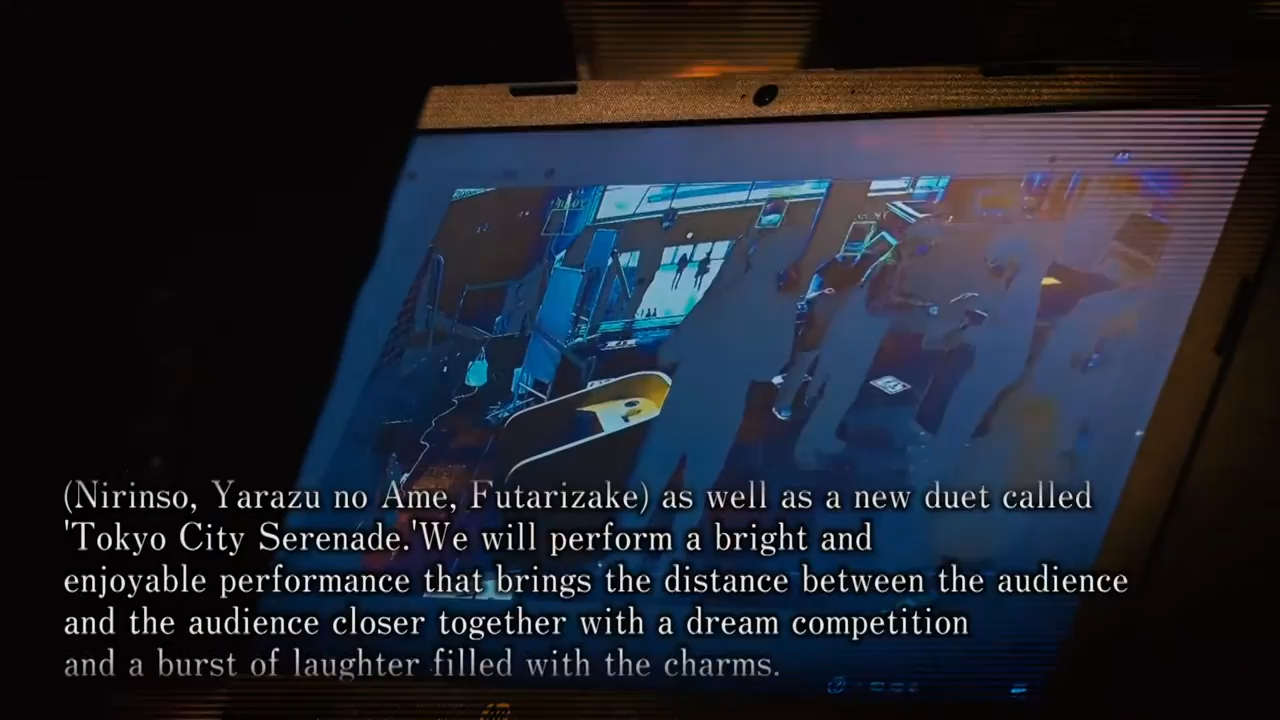 (Nirinso, Yarazu no Ame, Futarizake) as well as a new duet called
'Tokyo City Serenade.'We will perform a bright and
enjoyable performance that brings the distance between the audience
and the audience closer together with a dream competition
and a burst of laughter filled with the charms.